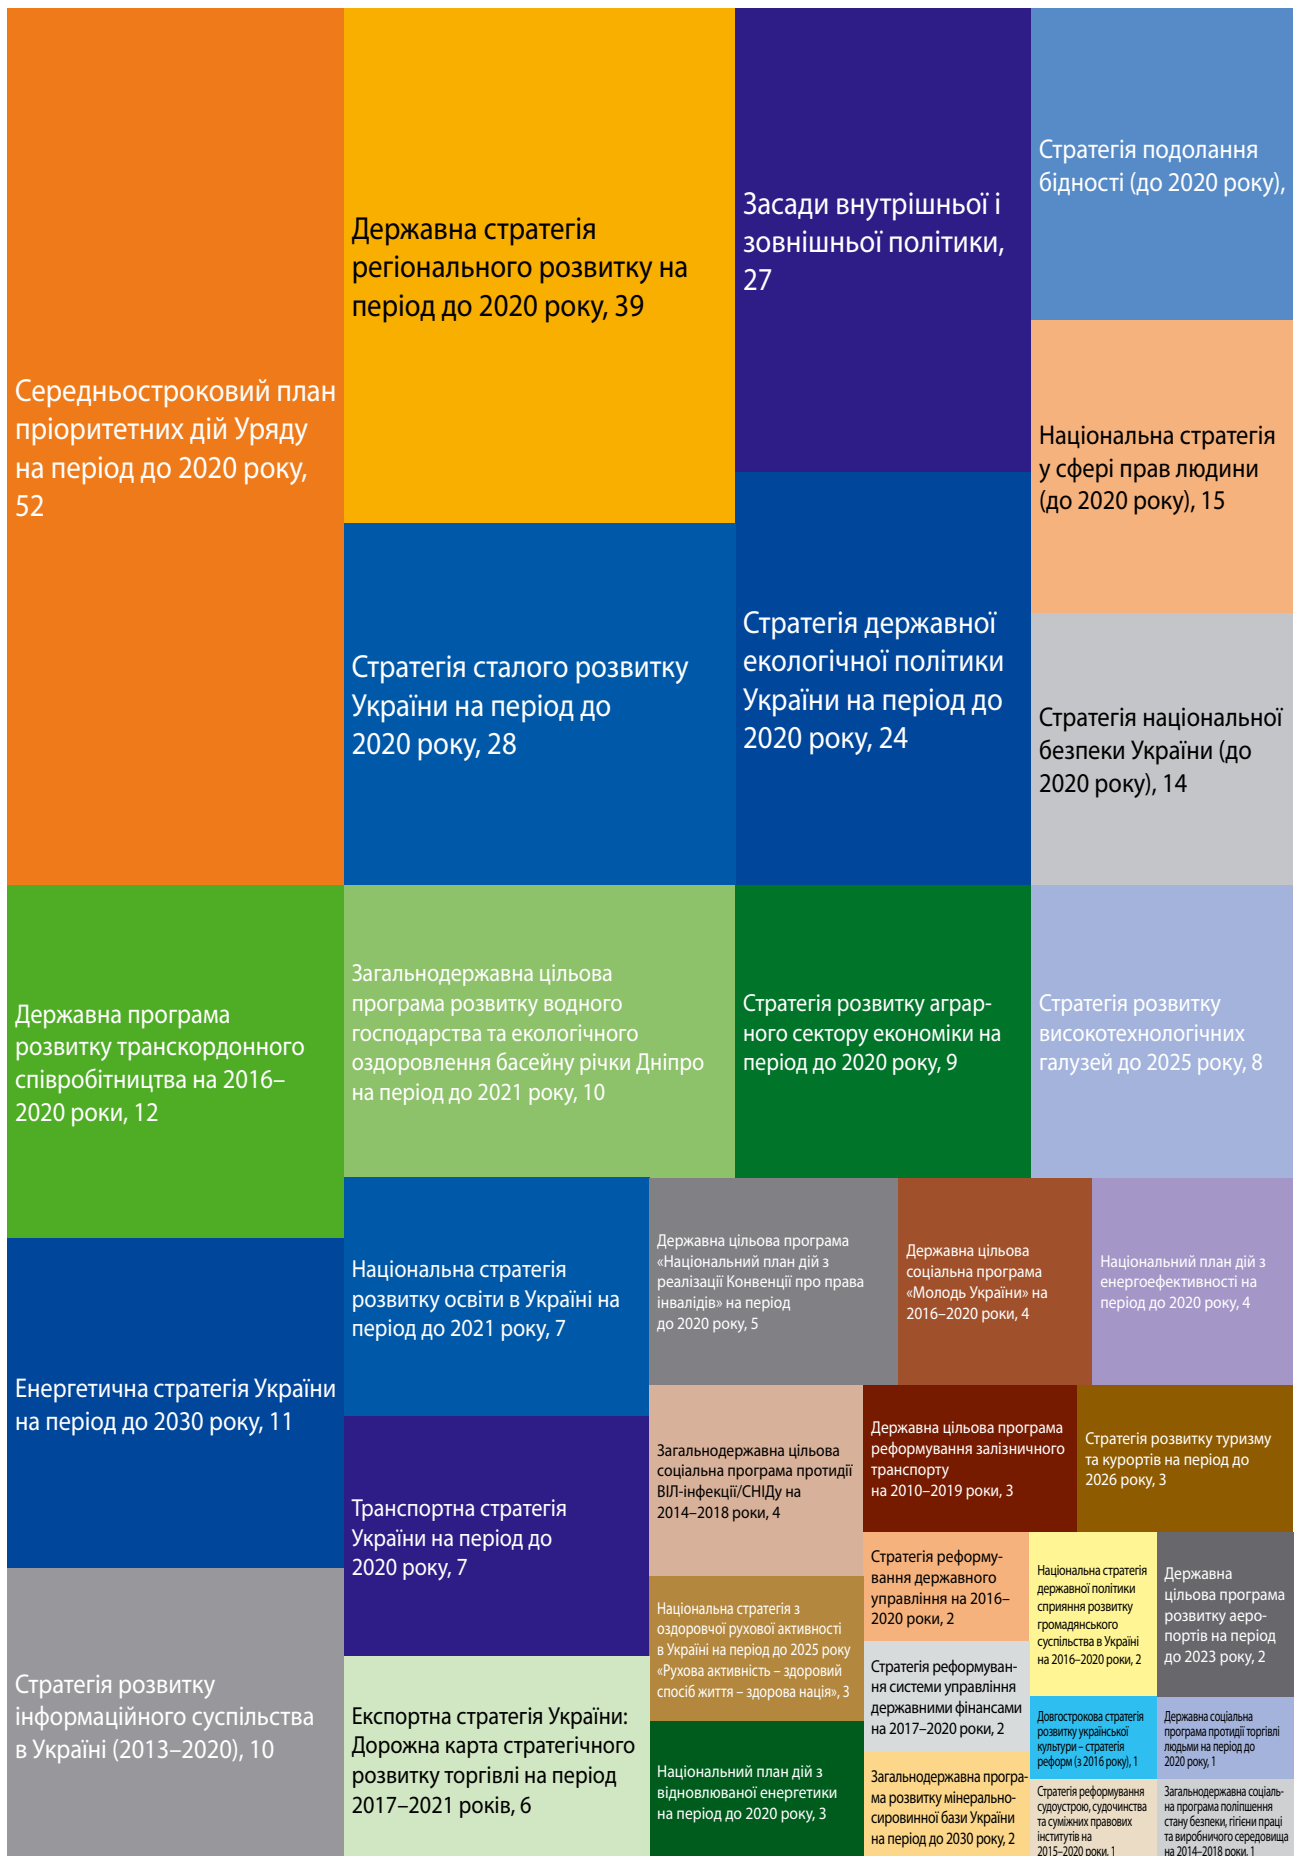 Середньостроковий план
пріоритетних дій Уряду
на період до 2020 року,
52
Державна стратегія
регіонального розвитку на
період до 2020 року, 39
Засади внутрішньої і
зовнішньої політики,
27
Стратегія подолання
бідності (до 2020 року),
Національна стратегія
у сфері прав людини
(до 2020 року), 15
Стратегія сталого розвитку
України на період до
2020 року, 28
Стратегія державної
екологічної політики
України на період до
2020 року, 24
Стратегія національної
безпеки України (до
2020 року), 14
Державна програма
розвитку транскордонного
співробітництва на 2016–
2020 роки, 12
Загальнодержавна цільова
програма розвитку водного
господарства та екологічного
оздоровлення басейну річки Дніпро
на період до 2021 року, 10
Стратегія розвитку аграр-
ного сектору економіки на
період до 2020 року, 9
Стратегія розвитку
високотехнологічних
галузей до 2025 року, 8
Енергетична стратегія України
на період до 2030 року, 11
Національна стратегія
розвитку освіти в Україні на
період до 2021 року, 7
Державна цільова програма
«Національний план дій з
реалізації Конвенції про права
інвалідів» на період
до 2020 року, 5
Державна цільова
соціальна програма
«Молодь України» на
2016–2020 роки, 4
Національний план дій з
енергоефективності на
період до 2020 року, 4
Транспортна стратегія
України на період до
2020 року, 7
Загальнодержавна цільова
соціальна програма протидії
ВІЛ-інфекції/СНІДу на
2014–2018 роки, 4
Державна цільова програма
реформування залізничного
транспорту
на 2010–2019 роки, 3
Стратегія розвитку туризму
та курортів на період до
2026 року, 3
Стратегія розвитку
інформаційного суспільства
в Україні (2013–2020), 10
Експортна стратегія України:
Дорожна карта стратегічного
розвитку торгівлі на період
2017–2021 років, 6
Національна стратегія з
оздоровчої рухової активності
в Україні на період до 2025 року
«Рухова активність – здоровий
спосіб життя – здорова нація», 3
Національний план дій з
відновлюваної енергетики
на період до 2020 року, 3
Стратегія реформу-
вання державного
управління на 2016–
2020 роки, 2
Стратегія реформуван-
ня системи управління
державними фінансами
на 2017–2020 роки, 2
Загальнодержавна програ-
ма розвитку мінерально-
сировинної бази України
на період до 2030 року, 2
Національна стратегія
державної політики
сприяння розвитку
громадянського
суспільства в Україні
на 2016–2020 роки, 2
Державна
цільова програма
розвитку аеро-
портів на період
до 2023 року, 2
Довгострокова стратегія
розвитку української
культури – стратегія
реформ (з 2016 року), 1
Державна соціальна
програма протидії торгівлі
людьми на період до
2020 року, 1
Стратегія реформування
судоустрою, судочинства
та суміжних правових
інститутів на
2015–2020 роки, 1
Загальнодержавна соціаль-
на програма поліпшення
стану безпеки, гігієни праці
та виробничого середовища
на 2014–2018 роки, 1